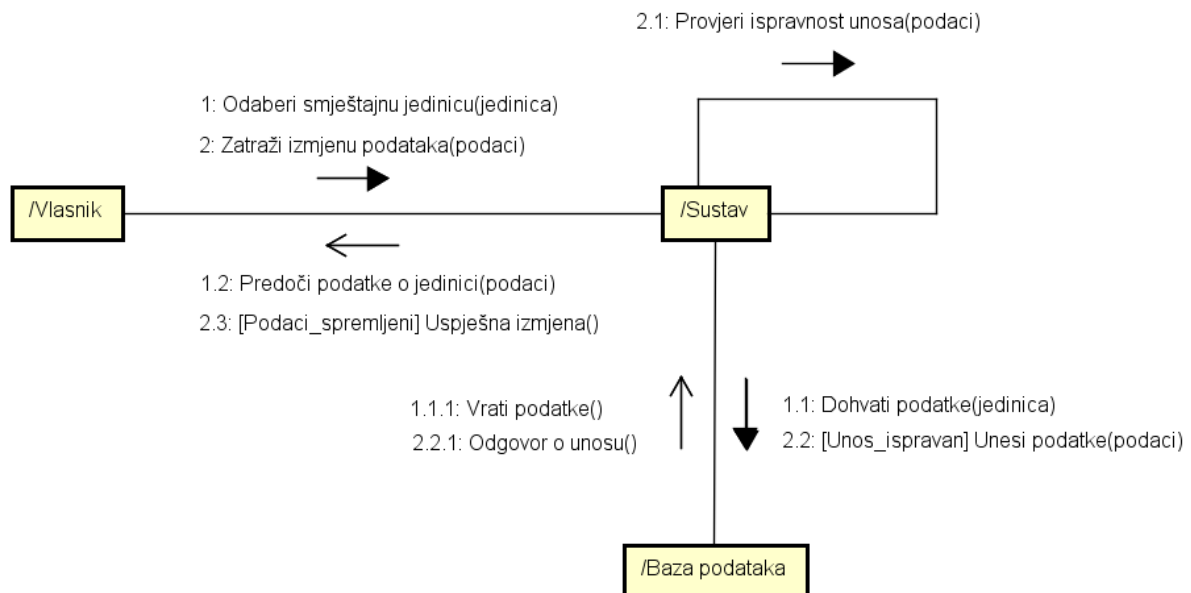 2.1: Provjeri ispravnost unosa(podaci)
1: Odaberi smještajnu jedinicu(jedinica)
2: Zatraži izmjenu podataka(podaci)
/Vlasnik
/Sustav
1.2: Predoči podatke o jedinici(podaci)
2.3: [Podaci_spremljeni] Uspješna izmjena()
1.1.1: Vrati podatke()
2.2.1: Odgovor o unosu()
1.1: Dohvati podatke(jedinica)
2.2: [Unos_ispravan] Unesi podatke(podaci)
/Baza podataka